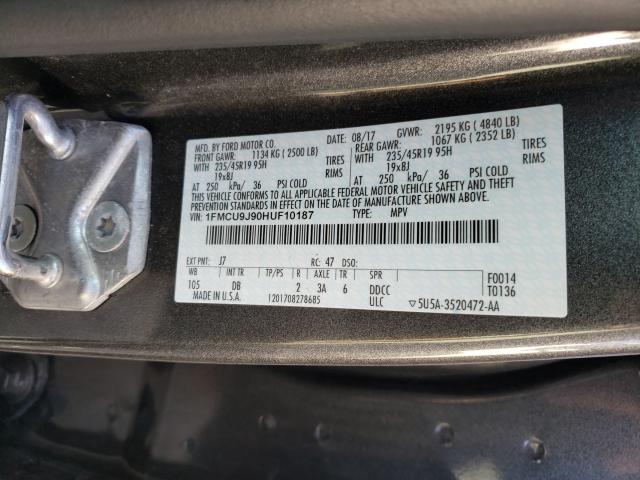 MFD. BY FORD MOTOR CO. 08/17 GVWR: 2195 KG ( 4840 LB)
FRONT GAWR: 1134 KG ( 2500 LB) REAR GAWR: 1067 KG ( 2352 LB)
WITH 235/45R19 95H TIRES WITH 235/45R19 95H TIRES
19x8J RIMS 19x8J RIMS
AT 250 kPa/ 36 PSI COLD AT 250 kPa/ 36 PSI COLD
THIS VEHICLE CONFORMS TO ALL APPLICABLE FEDERAL MOTOR VEHICLE SAFETY AND THEFT
PREVENTION STANDARDS IN EFFECT ON THE DATE OF MANUFACTURE SHOWN ABOVE.
VIN: 1FMCU9J90HUF10187 TYPE: MPV
EXT PNT: J7 RC: 47 DSO:
WB INT TR TP/PS R AXLE TR SPR F0014
105 DB 2 3A 6 DDCC T0136
MADE IN U.S.A. 1201708278685 ULC ▽5U5A-3520472-AA